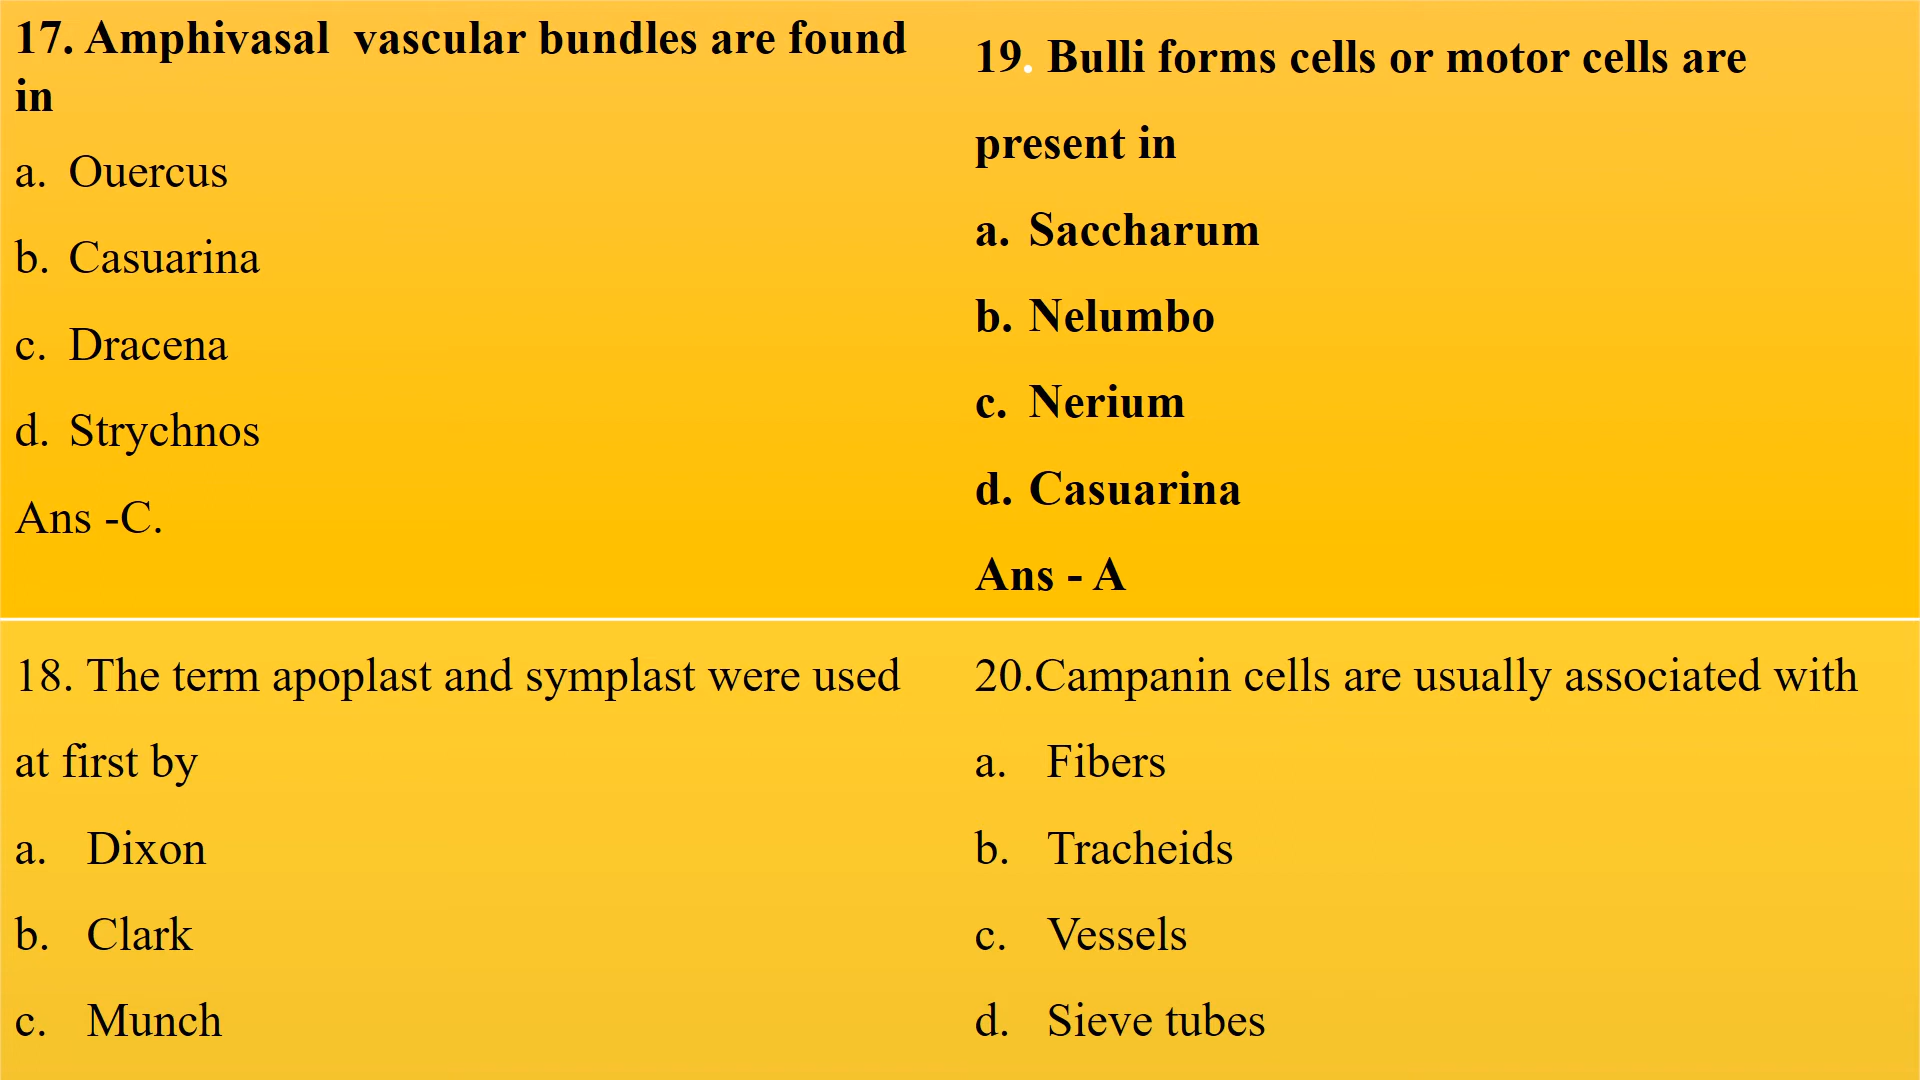 17. Amphivasal  vascular bundles are found
in
a. Ouercus
b. Casuarina
c. Dracena
d. Strychnos
Ans -C.
19. Bulli forms cells or motor cells are
present in
a. Saccharum
b. Nelumbo
c. Nerium
d. Casuarina
Ans - A
18. The term apoplast and symplast were used
at first by
a. Dixon
b. Clark
c. Munch
20.Campanin cells are usually associated with
a. Fibers
b. Tracheids
c. Vessels
d. Sieve tubes